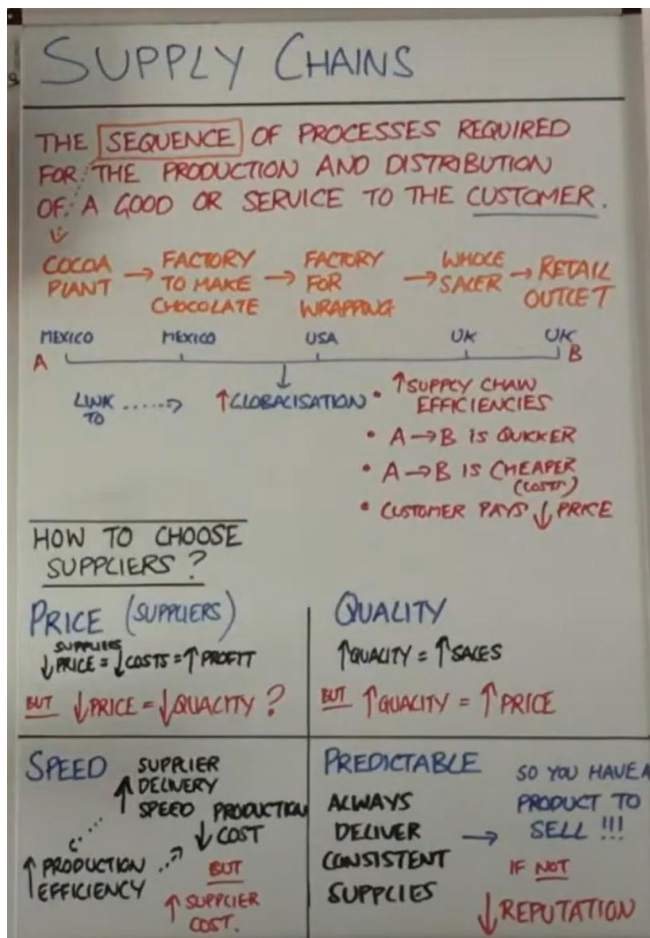 SUPPLY CHAINS
THE SEQUENCE OF PROCESSES REQUIRED
FOR THE PRODUCTION AND DISTRIBUTION
OF A GOOD OR SERVICE TO THE CUSTOMER.
COCOA PLANT → FACTORY TO MAKE CHOCOLATE → FACTORY FOR WRAPPING → WHOLE SALER → RETAIL OUTLET
MEXICO MEXICO USA UK UK
A B
LINK TO ·····> ↑GLOBALISATION
• ↑SUPPLY CHAIN
EFFICIENCIES
• A→B IS QUICKER
• A→B IS CHEAPER
(COSTS)
• CUSTOMER PAYS ↓ PRICE
HOW TO CHOOSE
SUPPLIERS?
PRICE (SUPPLIERS)
SUPPLIES
↓PRICE = ↓COSTS = ↑PROFIT
BUT ↓PRICE = ↓QUALITY?
QUALITY
↑QUALITY = ↑SALES
BUT ↑QUALITY = ↑PRICE
SPEED
↑ SUPPLIER
DELIVERY
SPEED
↑ PRODUCTION
EFFICIENCY
PRODUCTION
↓ COST
BUT
↑ SUPPLIER
COST.
PREDICTABLE
ALWAYS
DELIVER
CONSISTENT
SUPPLIES
→
SO YOU HAVE A
PRODUCT TO
SELL!!!
IF NOT
↓REPUTATION